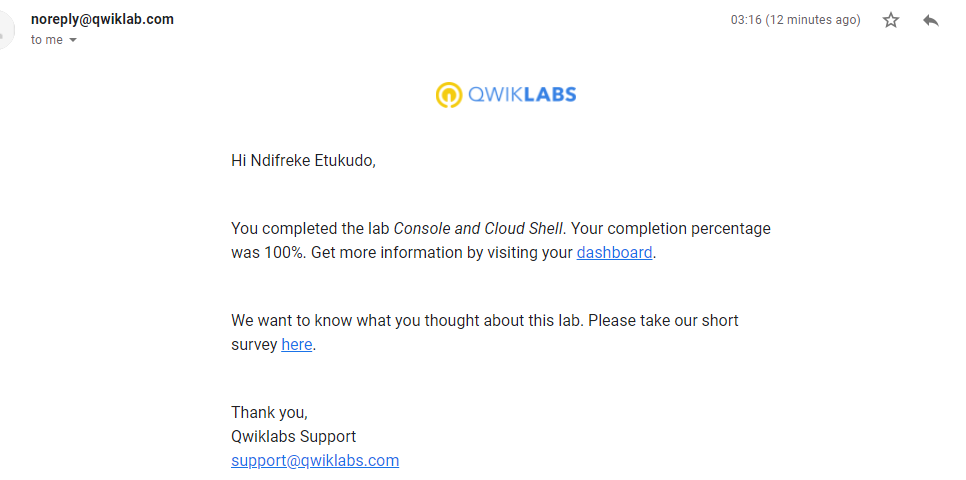 noreply@qwiklab.com
03:16 (12 minutes ago)
to me
QWIKLABS
Hi Ndifreke Etukudo,
You completed the lab Console and Cloud Shell. Your completion percentage
was 100%. Get more information by visiting your dashboard.
We want to know what you thought about this lab. Please take our short
survey here.
Thank you,
Qwiklabs Support
support@qwiklabs.com